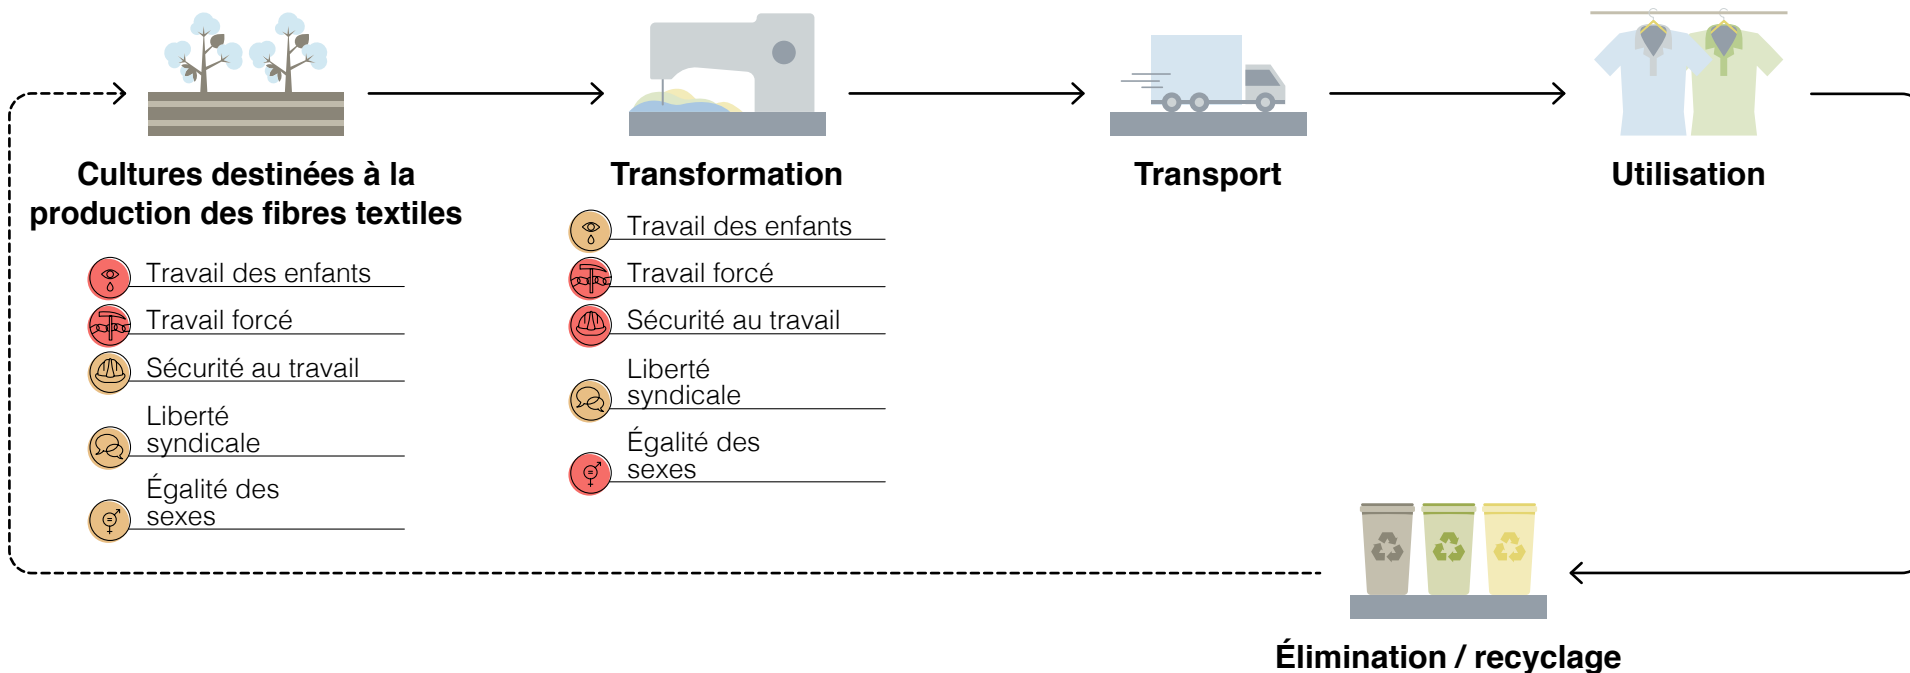 Cultures destinées à la
production des fibres textiles
Travail des enfants
Travail forcé
Sécurité au travail
Liberté
syndicale
Égalité des
sexes
Transformation
Travail des enfants
Travail forcé
Sécurité au travail
Liberté
syndicale
Égalité des
sexes
Transport
Utilisation
Élimination / recyclage